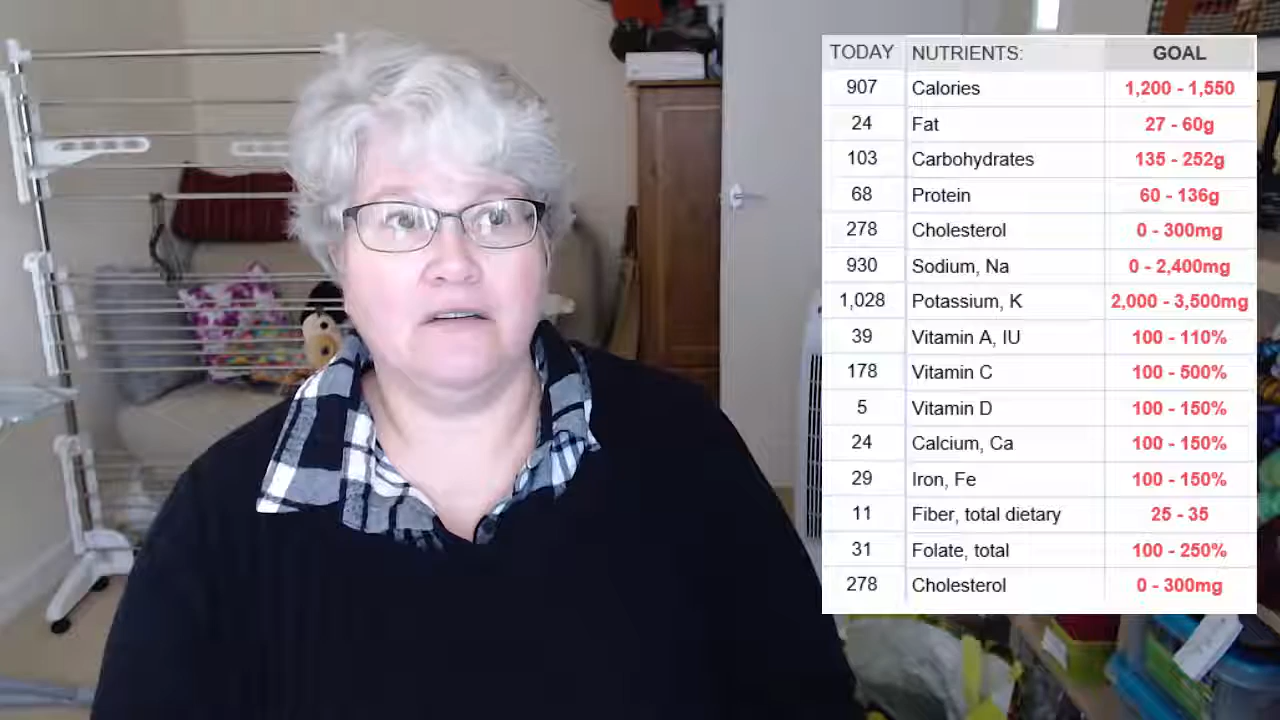 TODAY NUTRIENTS: GOAL
907 Calories 1,200 - 1,550
24 Fat 27 - 60g
103 Carbohydrates 135 - 252g
68 Protein 60 - 136g
278 Cholesterol 0 - 300mg
930 Sodium, Na 0 - 2,400mg
1,028 Potassium, K 2,000 - 3,500mg
39 Vitamin A, IU 100 - 110%
178 Vitamin C 100 - 500%
5 Vitamin D 100 - 150%
24 Calcium, Ca 100 - 150%
29 Iron, Fe 100 - 150%
11 Fiber, total dietary 25 - 35
31 Folate, total 100 - 250%
278 Cholesterol 0 - 300mg